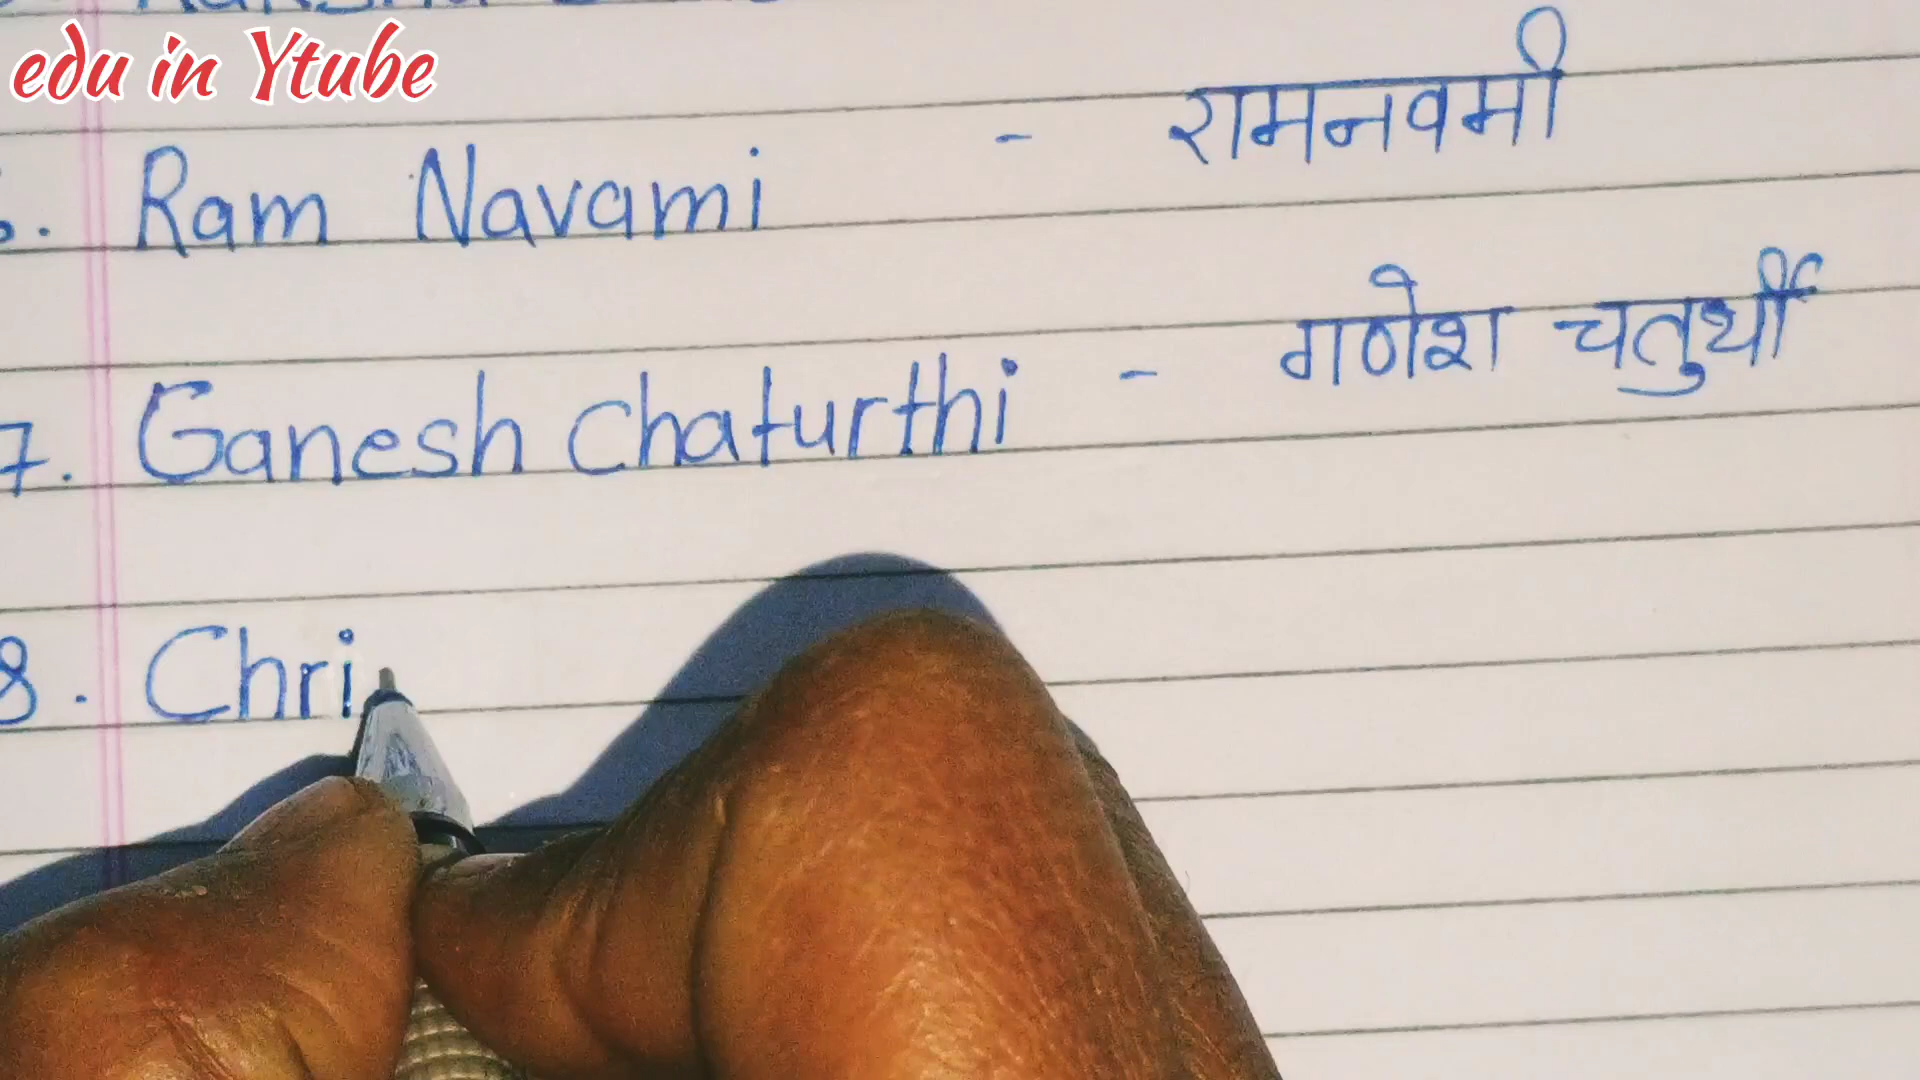 edu in Ytube
. Ram Navami - रामनवमी
7. Ganesh Chaturthi - गणेश चतुर्थी
8. Chri